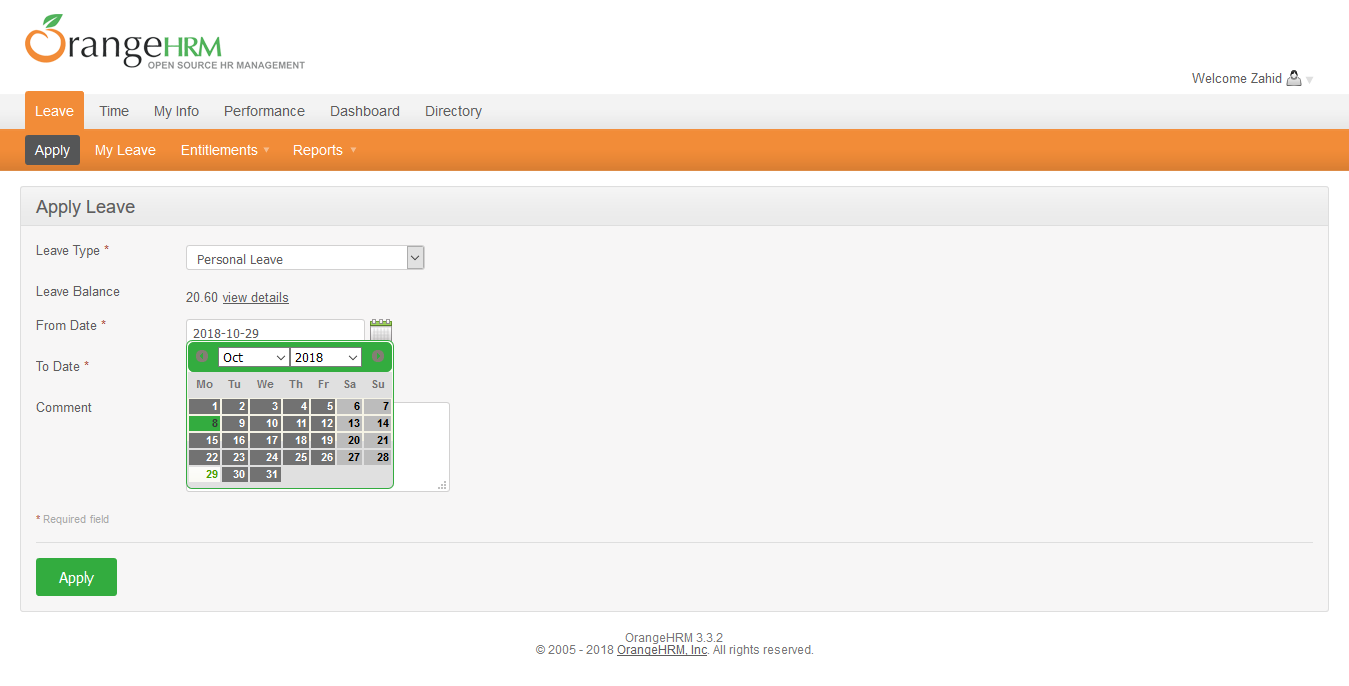 OrangeHRM
OPEN SOURCE HR MANAGEMENT
Welcome Zahid
Leave Time My Info Performance Dashboard Directory
Apply My Leave Entitlements Reports
Apply Leave
Leave Type *
Personal Leave
Leave Balance
20.60 view details
From Date *
2018-10-29
Oct 2018
Mo Tu We Th Fr Sa Su
1 2 3 4 5 6 7
8 9 10 11 12 13 14
15 16 17 18 19 20 21
22 23 24 25 26 27 28
29 30 31
To Date *
Comment
* Required field
Apply
OrangeHRM 3.3.2
© 2005 - 2018 OrangeHRM, Inc. All rights reserved.